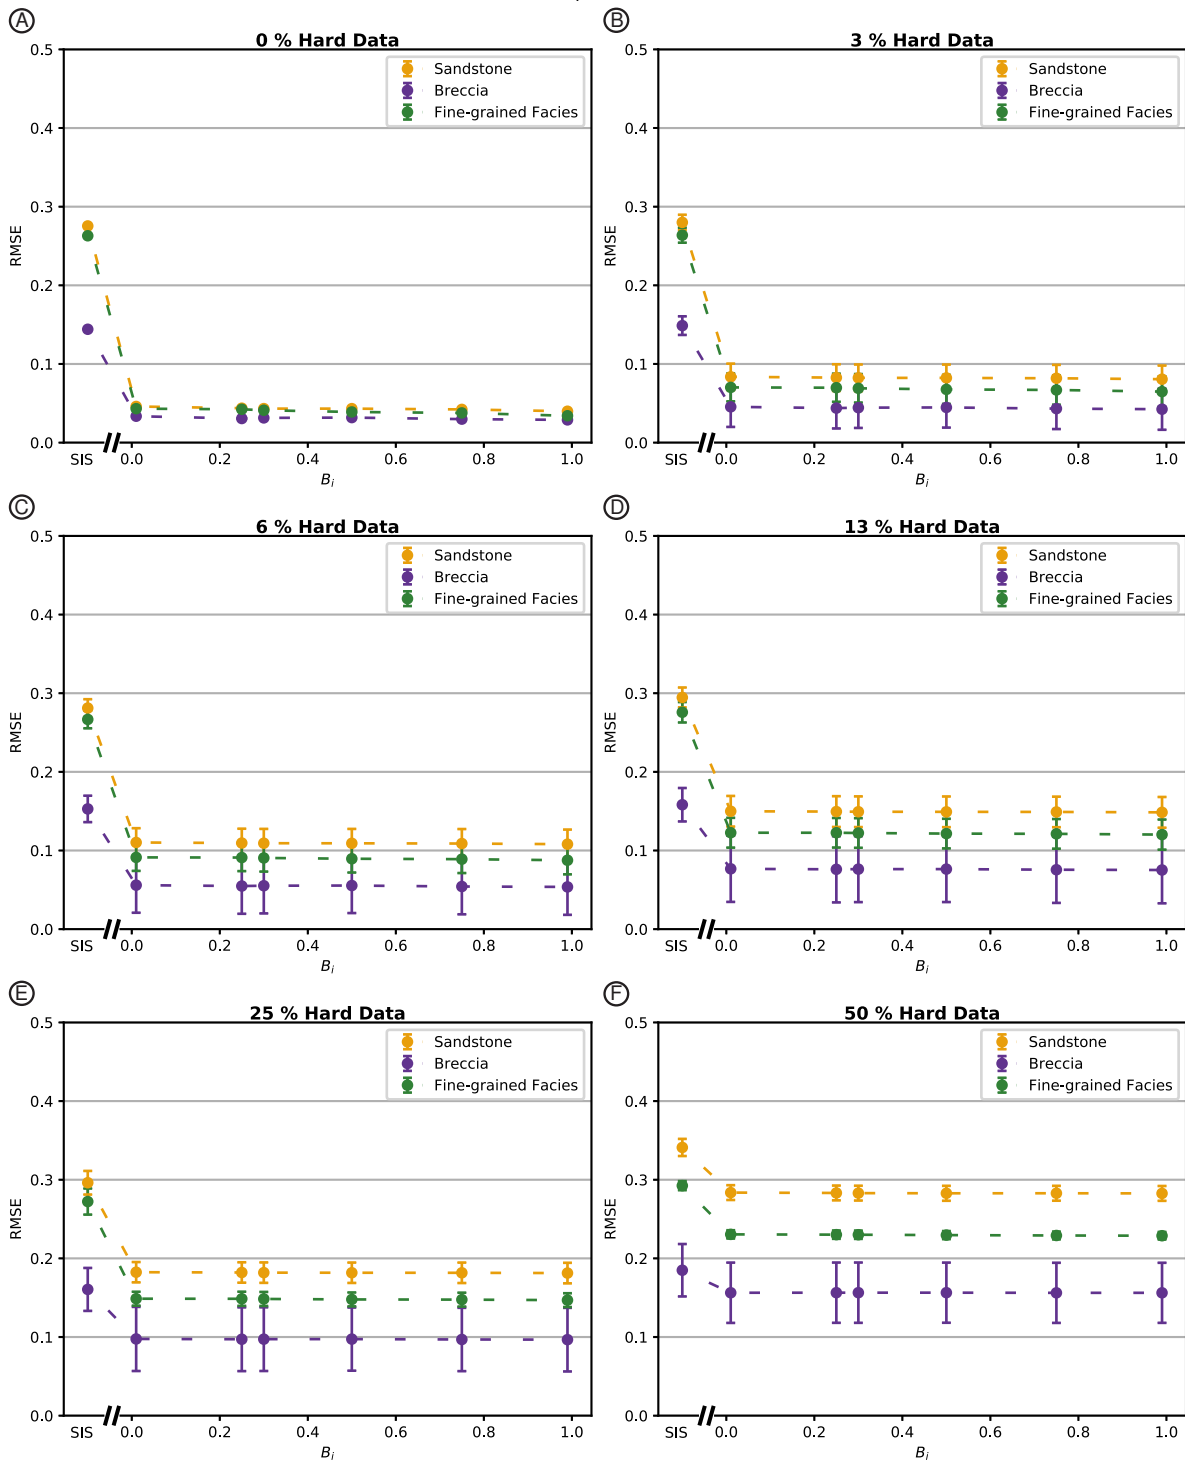 A
0 % Hard Data
0.5
0.4
0.3
0.2
0.1
0.0
RMSE
Sandstone
Breccia
Fine-grained Facies
SIS
0.0
0.2
0.4
0.6
0.8
1.0
B_i
B
3 % Hard Data
0.5
0.4
0.3
0.2
0.1
0.0
RMSE
Sandstone
Breccia
Fine-grained Facies
SIS
0.0
0.2
0.4
0.6
0.8
1.0
B_i
C
6 % Hard Data
0.5
0.4
0.3
0.2
0.1
0.0
RMSE
Sandstone
Breccia
Fine-grained Facies
SIS
0.0
0.2
0.4
0.6
0.8
1.0
B_i
D
13 % Hard Data
0.5
0.4
0.3
0.2
0.1
0.0
RMSE
Sandstone
Breccia
Fine-grained Facies
SIS
0.0
0.2
0.4
0.6
0.8
1.0
B_i
E
25 % Hard Data
0.5
0.4
0.3
0.2
0.1
0.0
RMSE
Sandstone
Breccia
Fine-grained Facies
SIS
0.0
0.2
0.4
0.6
0.8
1.0
B_i
F
50 % Hard Data
0.5
0.4
0.3
0.2
0.1
0.0
RMSE
Sandstone
Breccia
Fine-grained Facies
SIS
0.0
0.2
0.4
0.6
0.8
1.0
B_i